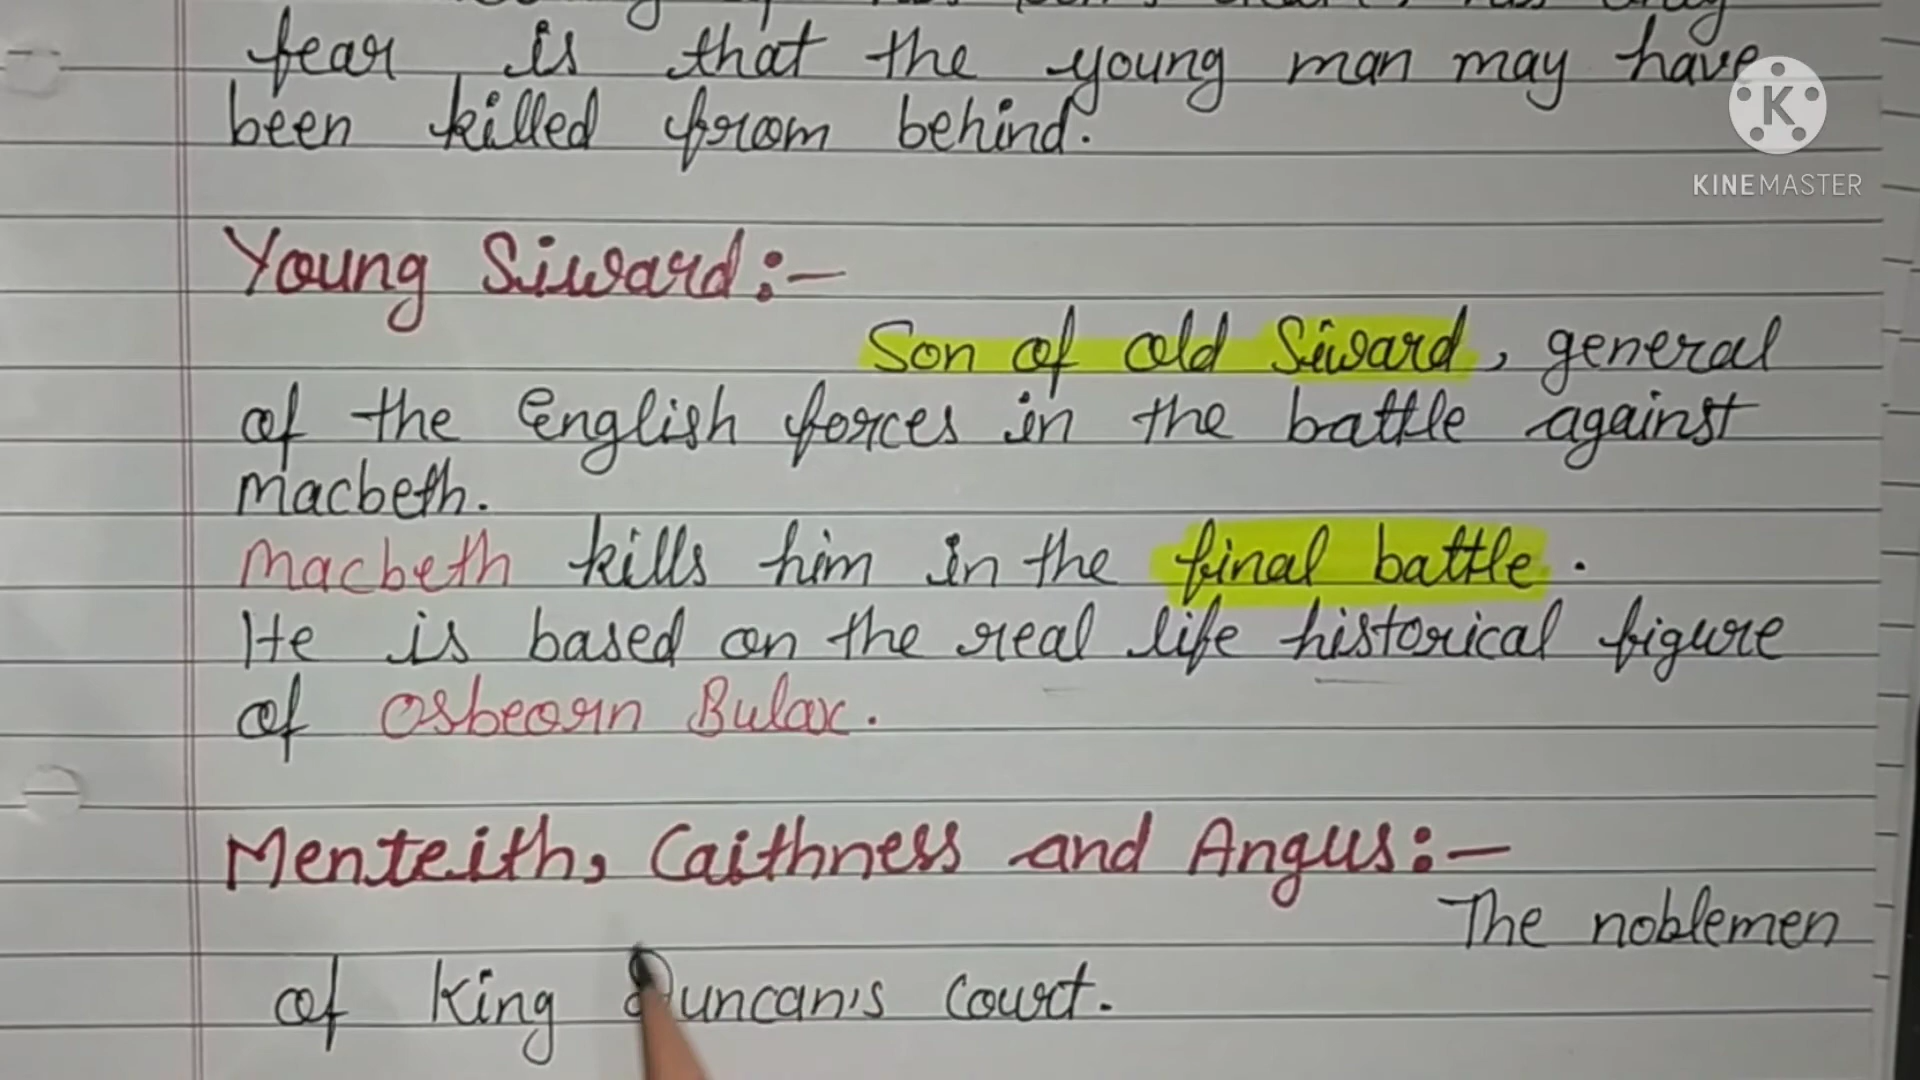 fear is that the young man may have
been killed from behind.
K
KINEMASTER
Young Siward:-
Son of old Siward, general
of the English forces in the battle against
Macbeth.
Macbeth kills him in the final battle.
He is based on the real life historical figure
of Osbeorn Bulax.
Menteith, Caithness and Angus:-
The noblemen
of King Duncan's Court.